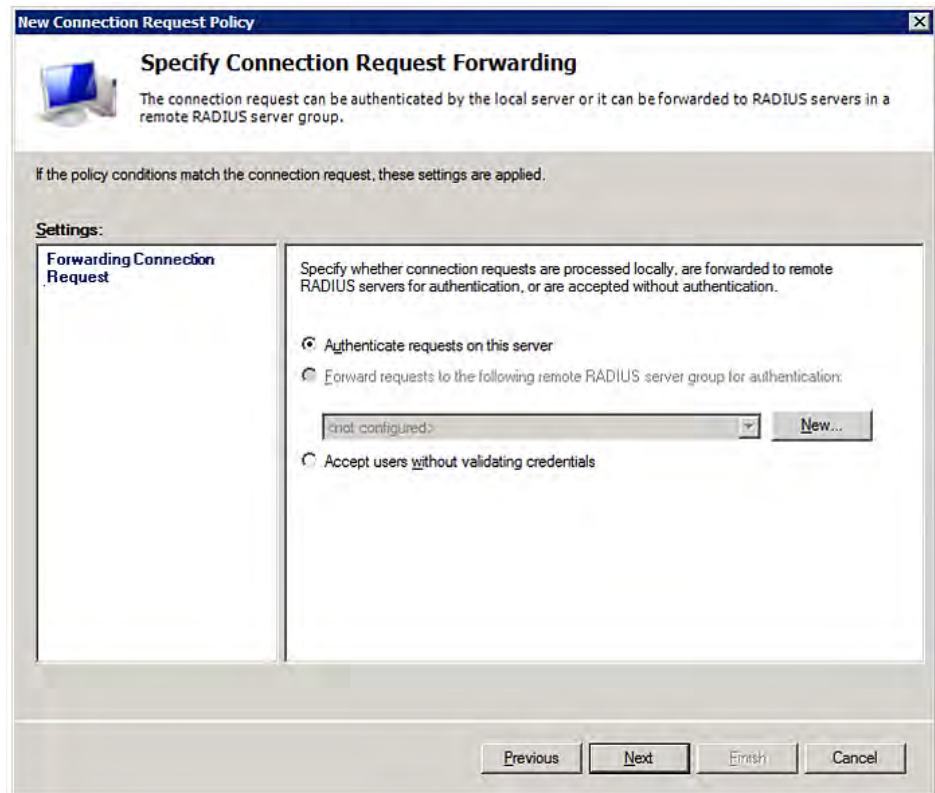 New Connection Request Policy
Specify Connection Request Forwarding
The connection request can be authenticated by the local server or it can be forwarded to RADIUS servers in a
remote RADIUS server group.
If the policy conditions match the connection request, these settings are applied.
Settings:
Forwarding Connection
Request
Specify whether connection requests are processed locally, are forwarded to remote
RADIUS servers for authentication, or are accepted without authentication.
Authenticate requests on this server
Forward requests to the following remote RADIUS server group for authentication:
<not configured>
New...
Accept users without validating credentials
Previous
Next
Finish
Cancel